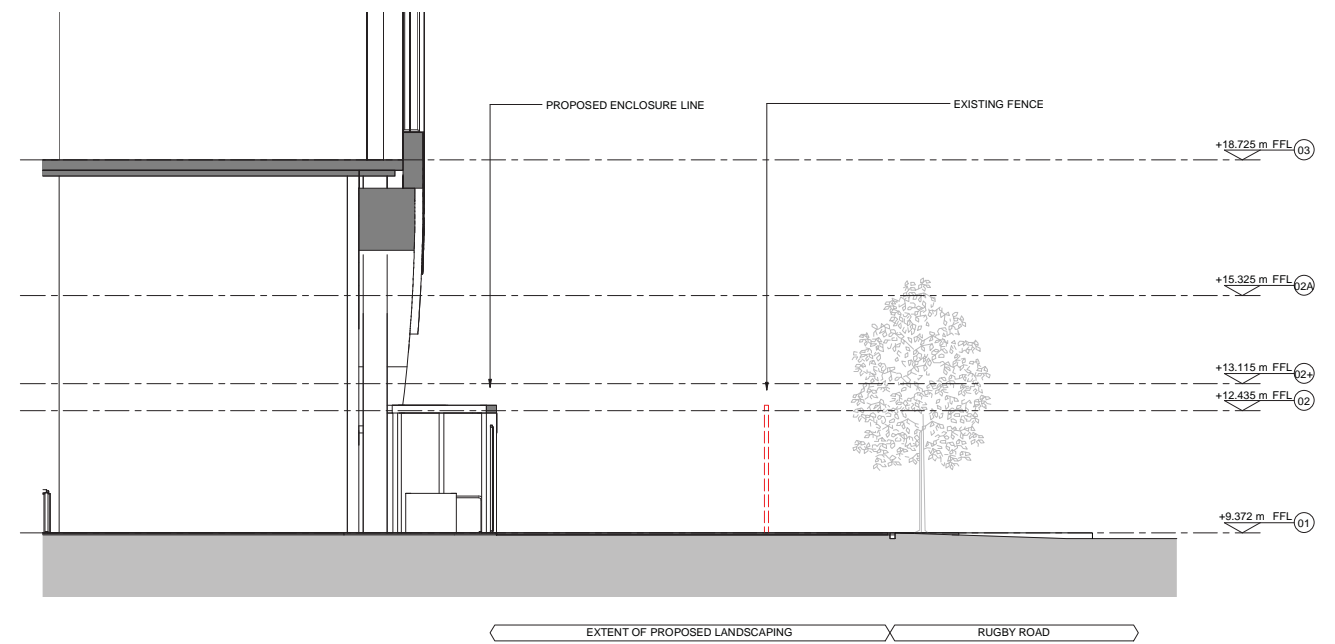 PROPOSED ENCLOSURE LINE
EXISTING FENCE
+18.725 m FFL 03
+15.325 m FFL 02A
+13.115 m FFL 02+
+12.435 m FFL 02
+9.372 m FFL 01
EXTENT OF PROPOSED LANDSCAPING
RUGBY ROAD